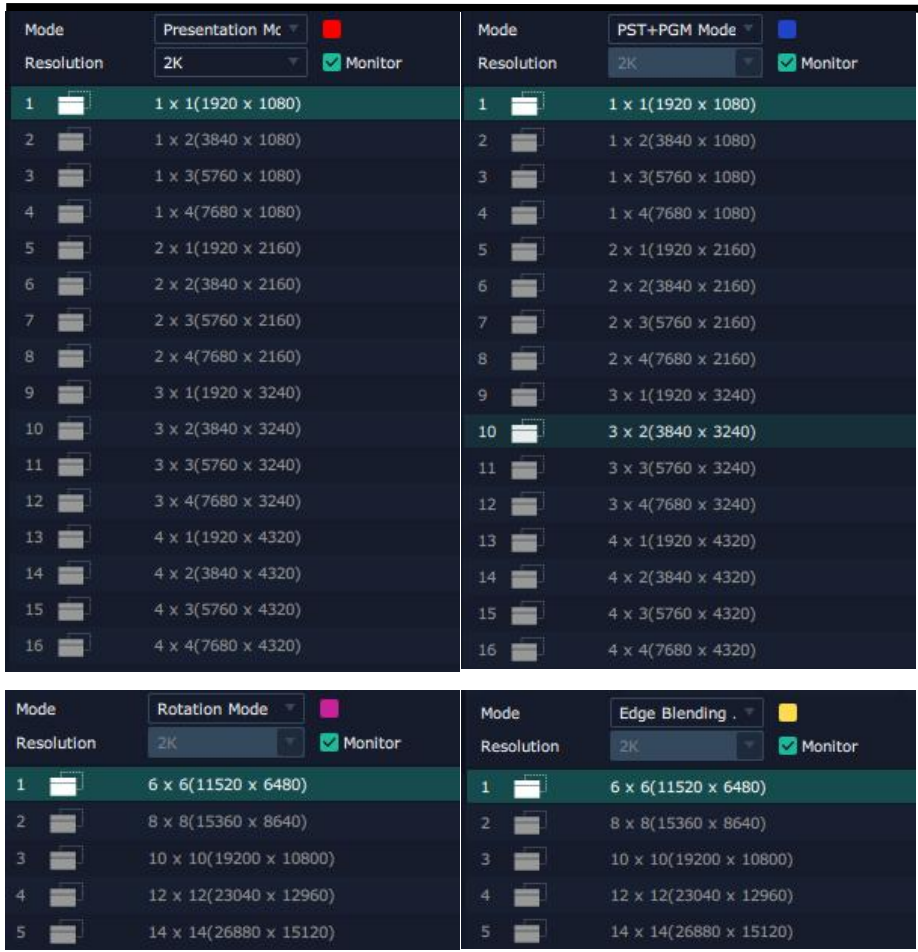 Mode Presentation Mc
Resolution 2K Monitor
1 1 x 1(1920 x 1080)
2 1 x 2(3840 x 1080)
3 1 x 3(5760 x 1080)
4 1 x 4(7680 x 1080)
5 2 x 1(1920 x 2160)
6 2 x 2(3840 x 2160)
7 2 x 3(5760 x 2160)
8 2 x 4(7680 x 2160)
9 3 x 1(1920 x 3240)
10 3 x 2(3840 x 3240)
11 3 x 3(5760 x 3240)
12 3 x 4(7680 x 3240)
13 4 x 1(1920 x 4320)
14 4 x 2(3840 x 4320)
15 4 x 3(5760 x 4320)
16 4 x 4(7680 x 4320)
Mode PST+PGM Mode
Resolution 2K Monitor
1 1 x 1(1920 x 1080)
2 1 x 2(3840 x 1080)
3 1 x 3(5760 x 1080)
4 1 x 4(7680 x 1080)
5 2 x 1(1920 x 2160)
6 2 x 2(3840 x 2160)
7 2 x 3(5760 x 2160)
8 2 x 4(7680 x 2160)
9 3 x 1(1920 x 3240)
10 3 x 2(3840 x 3240)
11 3 x 3(5760 x 3240)
12 3 x 4(7680 x 3240)
13 4 x 1(1920 x 4320)
14 4 x 2(3840 x 4320)
15 4 x 3(5760 x 4320)
16 4 x 4(7680 x 4320)
Mode Rotation Mode
Resolution 2K Monitor
1 6 x 6(11520 x 6480)
2 8 x 8(15360 x 8640)
3 10 x 10(19200 x 10800)
4 12 x 12(23040 x 12960)
5 14 x 14(26880 x 15120)
Mode Edge Blending .
Resolution 2K Monitor
1 6 x 6(11520 x 6480)
2 8 x 8(15360 x 8640)
3 10 x 10(19200 x 10800)
4 12 x 12(23040 x 12960)
5 14 x 14(26880 x 15120)